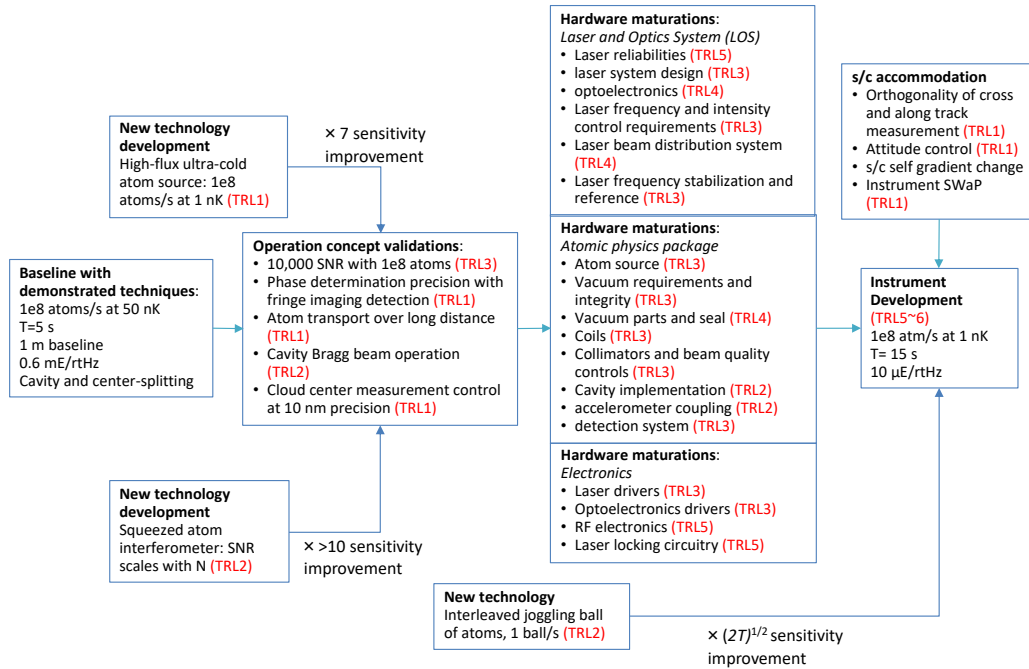 New technology
development
High-flux ultra-cold
atom source: 1e8
atoms/s at 1 nK (TRL1)
× 7 sensitivity
improvement
Baseline with
demonstrated techniques:
1e8 atoms/s at 50 nK
T=5 s
1 m baseline
0.6 mE/rtHz
Cavity and center-splitting
Operation concept validations:
• 10,000 SNR with 1e8 atoms (TRL3)
• Phase determination precision with
fringe imaging detection (TRL1)
• Atom transport over long distance
(TRL1)
• Cavity Bragg beam operation
(TRL2)
• Cloud center measurement control
at 10 nm precision (TRL1)
New technology
development
Squeezed atom
interferometer: SNR
scales with N (TRL2)
× >10 sensitivity
improvement
Hardware maturations:
Laser and Optics System (LOS)
• Laser reliabilities (TRL5)
• laser system design (TRL3)
• optoelectronics (TRL4)
• Laser frequency and intensity
control requirements (TRL3)
• Laser beam distribution system
(TRL4)
• Laser frequency stabilization and
reference (TRL3)
Hardware maturations:
Atomic physics package
• Atom source (TRL3)
• Vacuum requirements and
integrity (TRL3)
• Vacuum parts and seal (TRL4)
• Coils (TRL3)
• Collimators and beam quality
controls (TRL3)
• Cavity implementation (TRL2)
• accelerometer coupling (TRL2)
• detection system (TRL3)
Hardware maturations:
Electronics
• Laser drivers (TRL3)
• Optoelectronics drivers (TRL3)
• RF electronics (TRL5)
• Laser locking circuitry (TRL5)
s/c accommodation
• Orthogonality of cross
and along track
measurement (TRL1)
• Attitude control (TRL1)
• s/c self gradient change
• Instrument SWaP
(TRL1)
Instrument
Development
(TRL5~6)
1e8 atm/s at 1 nK
T= 15 s
10 µE/rtHz
New technology
Interleaved joggling ball
of atoms, 1 ball/s (TRL2)
× (2T)^1/2 sensitivity
improvement